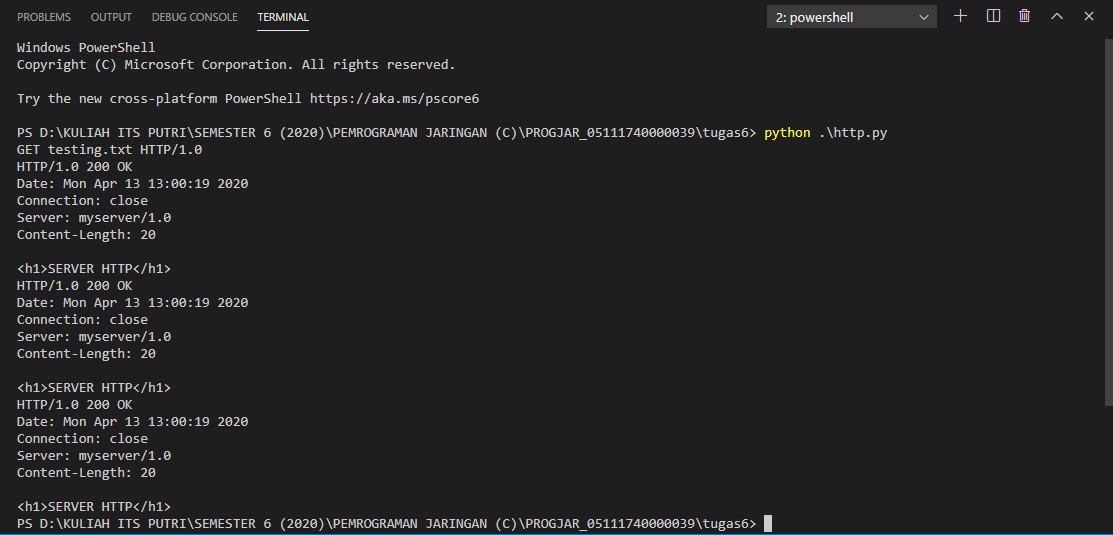 PROBLEMS OUTPUT DEBUG CONSOLE TERMINAL 2: powershell
Windows PowerShell
Copyright (C) Microsoft Corporation. All rights reserved.
Try the new cross-platform PowerShell https://aka.ms/pscore6
PS D:\KULIAH ITS PUTRI\SEMESTER 6 (2020)\PEMROGRAMAN JARINGAN (C)\PROGJAR_05111740000039\tugas6> python .\http.py
GET testing.txt HTTP/1.0
HTTP/1.0 200 OK
Date: Mon Apr 13 13:00:19 2020
Connection: close
Server: myserver/1.0
Content-Length: 20
<h1>SERVER HTTP</h1>
HTTP/1.0 200 OK
Date: Mon Apr 13 13:00:19 2020
Connection: close
Server: myserver/1.0
Content-Length: 20
<h1>SERVER HTTP</h1>
HTTP/1.0 200 OK
Date: Mon Apr 13 13:00:19 2020
Connection: close
Server: myserver/1.0
Content-Length: 20
<h1>SERVER HTTP</h1>
PS D:\KULIAH ITS PUTRI\SEMESTER 6 (2020)\PEMROGRAMAN JARINGAN (C)\PROGJAR_05111740000039\tugas6>